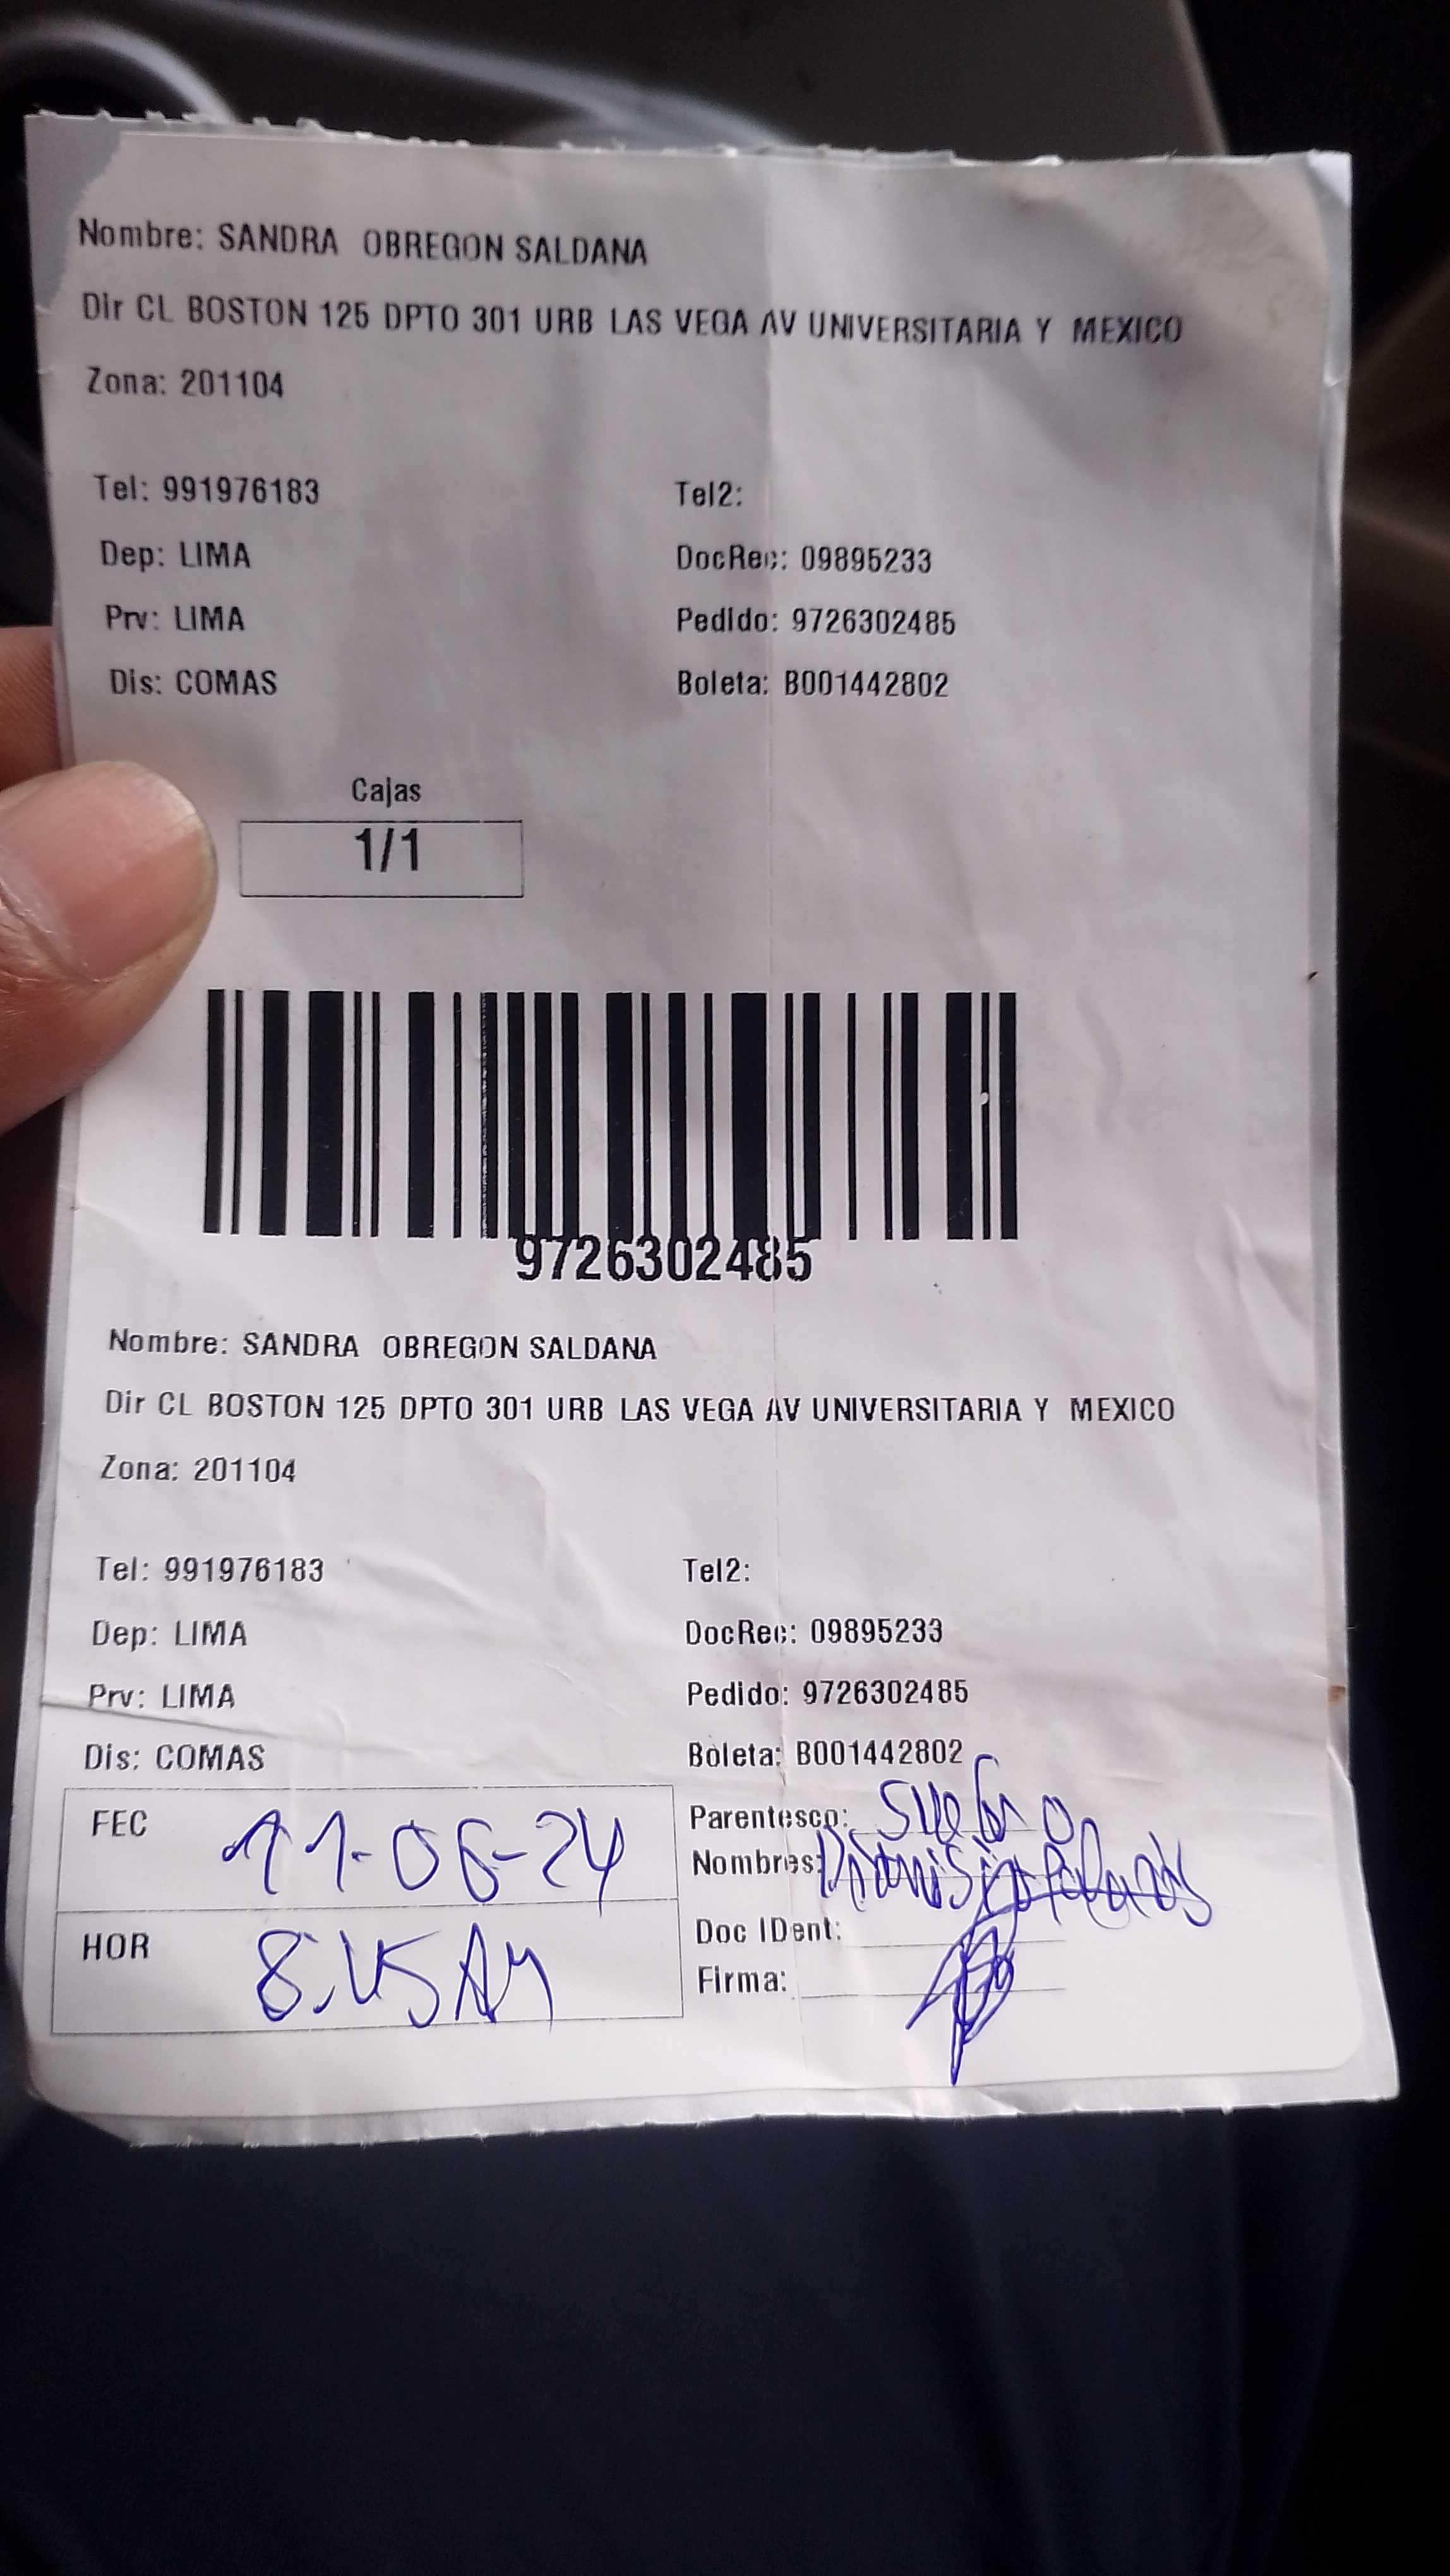 Nombre: SANDRA OBREGON SALDANA
Dir CL BOSTON 125 DPTO 301 URB LAS VEGA AV UNIVERSITARIA Y MEXICO
Zona: 201104
Tel: 991976183 Tel2:
Dep: LIMA DocRec: 09895233
Prv: LIMA Pedido: 9726302485
Dis: COMAS Boleta: B001442802
Cajas
1/1
9726302485
Nombre: SANDRA OBREGON SALDANA
Dir CL BOSTON 125 DPTO 301 URB LAS VEGA AV UNIVERSITARIA Y MEXICO
Zona: 201104
Tel: 991976183 Tel2:
Dep: LIMA DocRec: 09895233
Prv: LIMA Pedido: 9726302485
Dis: COMAS Boleta: B001442802
FEC 11-06-24 Parentesco: suegro
Nombres:
HOR 8:45 AM Doc IDent:
Firma: